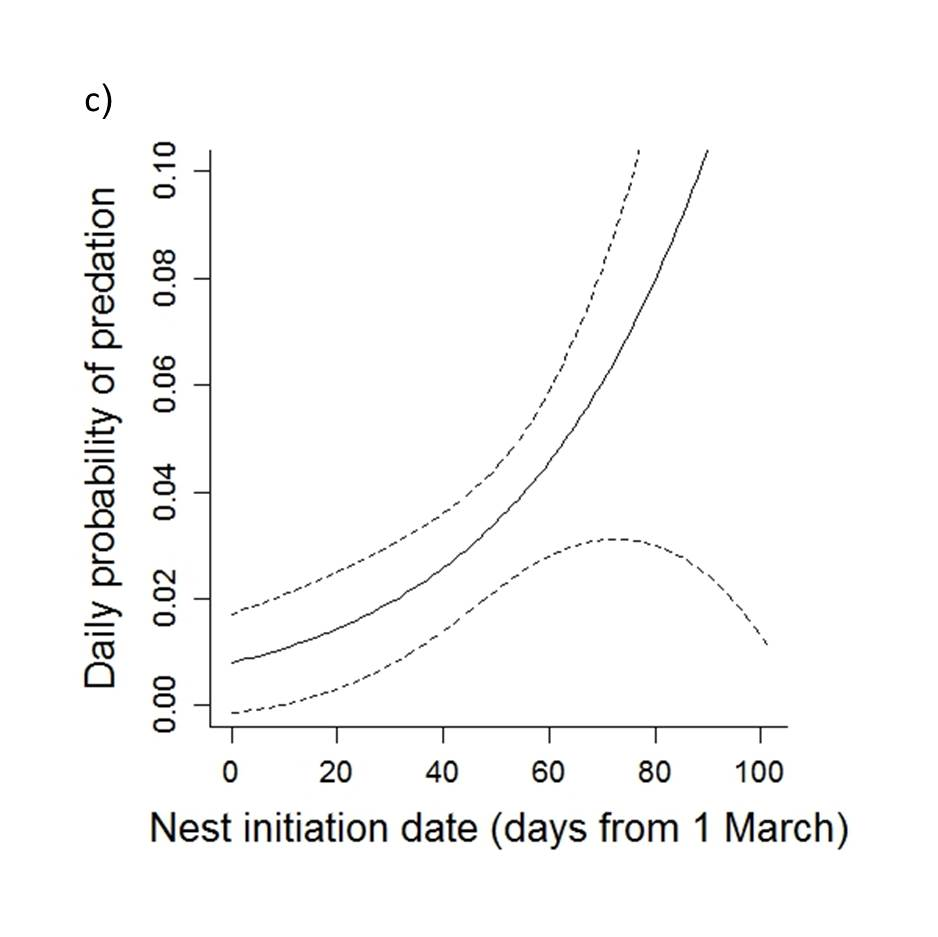 c)
Daily probability of predation
0.10
0.08
0.06
0.04
0.02
0.00
0 20 40 60 80 100
Nest initiation date (days from 1 March)